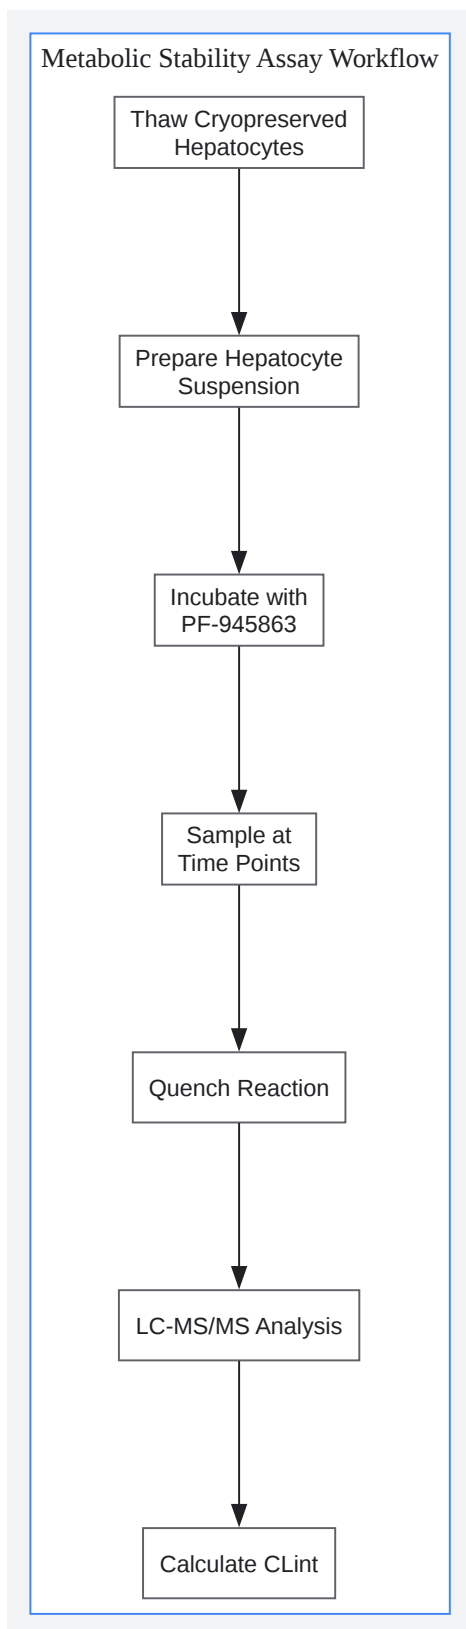 Metabolic Stability Assay Workflow
Thaw Cryopreserved
Hepatocytes
Prepare Hepatocyte
Suspension
Incubate with
PF-945863
Sample at
Time Points
Quench Reaction
LC-MS/MS Analysis
Calculate CLint